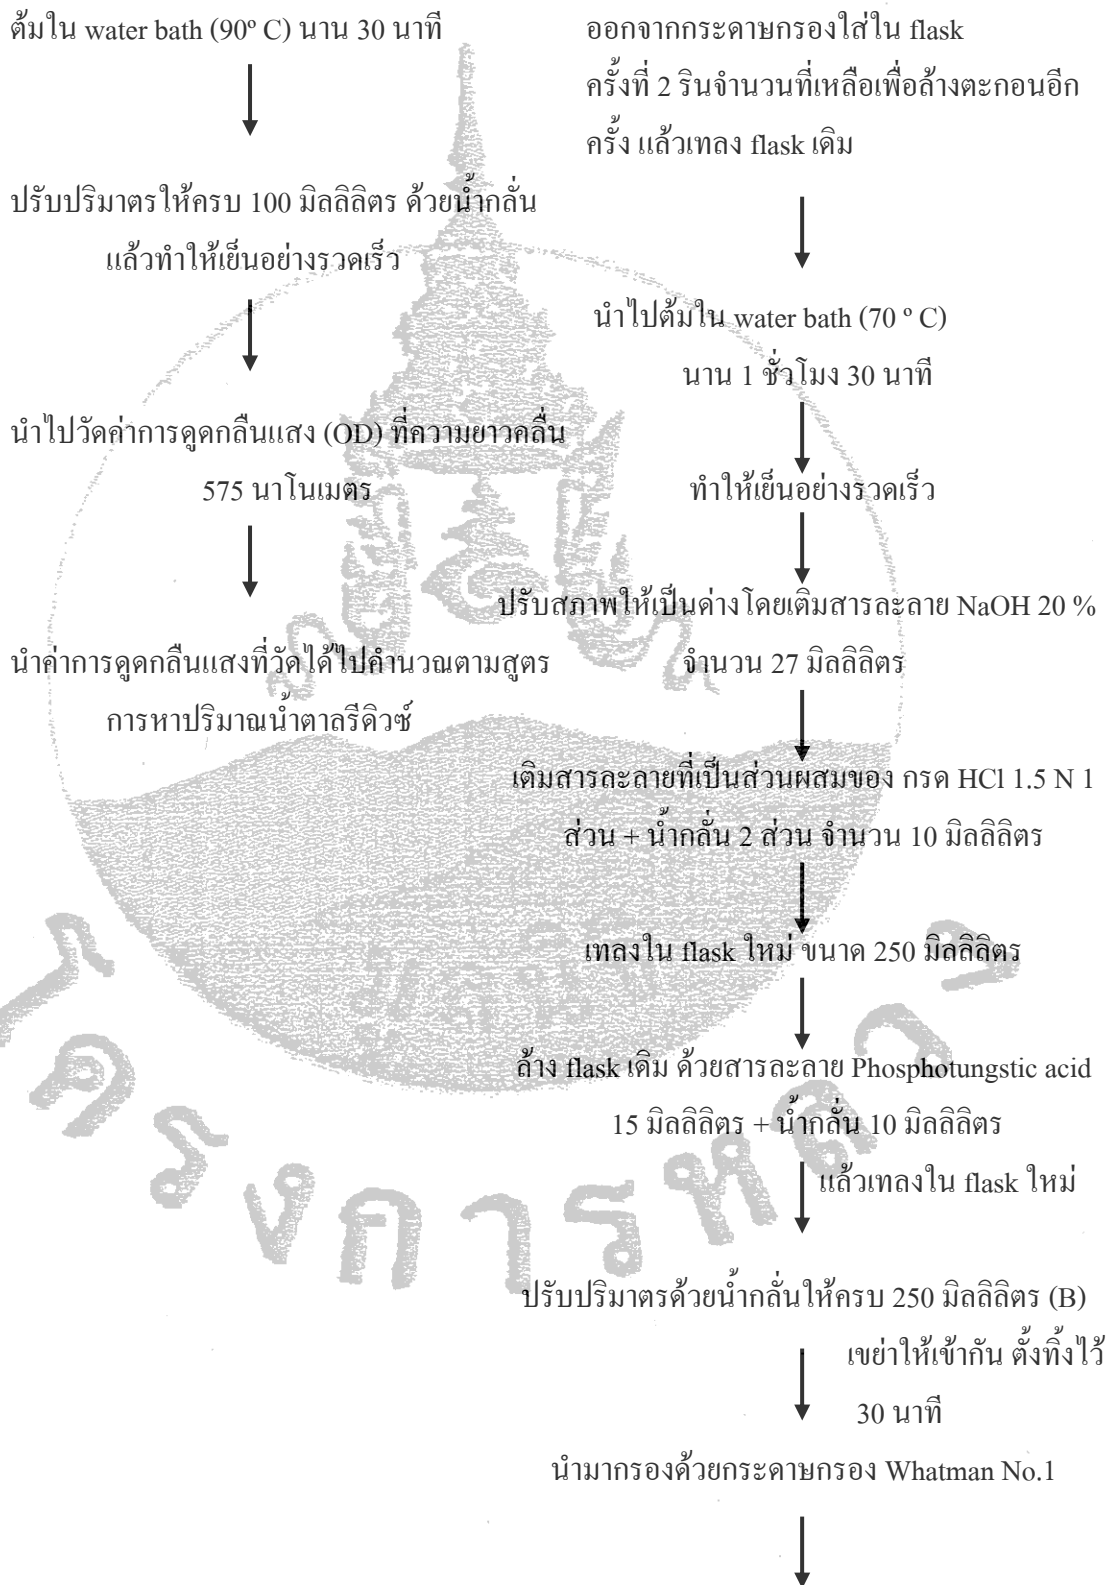 ต้มใน water bath (90º C) นาน 30 นาที
ปรับปริมาตรให้ครบ 100 มิลลิลิตร ด้วยน้ำกลั่น
แล้วทำให้เย็นอย่างรวดเร็ว
นำไปวัดค่าการดูดกลืนแสง (OD) ที่ความยาวคลื่น
575 นาโนเมตร
นำค่าการดูดกลืนแสงที่วัดได้ไปคำนวณตามสูตร
การหาปริมาณน้ำตาลรีดิวซ์
ออกจากกระดาษกรองใส่ใน flask
ครั้งที่ 2 รินจำนวนที่เหลือเพื่อล้างตะกอนอีก
ครั้ง แล้วเทลง flask เดิม
นำไปต้มใน water bath (70 º C)
นาน 1 ชั่วโมง 30 นาที
ทำให้เย็นอย่างรวดเร็ว
ปรับสภาพให้เป็นด่างโดยเติมสารละลาย NaOH 20 %
จำนวน 27 มิลลิลิตร
เติมสารละลายที่เป็นส่วนผสมของ กรด HCl 1.5 N 1
ส่วน + น้ำกลั่น 2 ส่วน จำนวน 10 มิลลิลิตร
เทลงใน flask ใหม่ ขนาด 250 มิลลิลิตร
ล้าง flask เดิม ด้วยสารละลาย Phosphotungstic acid
15 มิลลิลิตร + น้ำกลั่น 10 มิลลิลิตร
แล้วเทลงใน flask ใหม่
ปรับปริมาตรด้วยน้ำกลั่นให้ครบ 250 มิลลิลิตร (B)
เขย่าให้เข้ากัน ตั้งทิ้งไว้
30 นาที
นำมากรองด้วยกระดาษกรอง Whatman No.1
โครงการหลวง